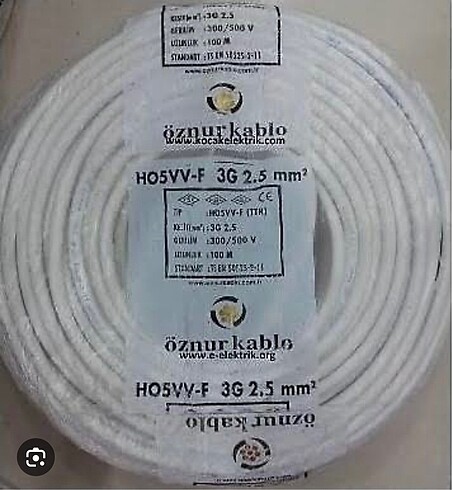 KESİT(mm²) :3G 2.5
GERİLİM :300/500 V
UZUNLUK :100 M
STANDART :TS EN 50525-2-11
öznur kablo
www.kocakelektrik.com
HO5VV-F 3G 2.5 mm²
CE
TİP :HO5VV-F (TTR)
KESİT(mm²) :3G 2.5
GERİLİM :300/500 V
UZUNLUK :100 M
STANDART :TS EN 50525-2-11
öznur kablo
www.e-elektrik.org
HO5VV-F 3G 2.5 mm²
öznur kablo